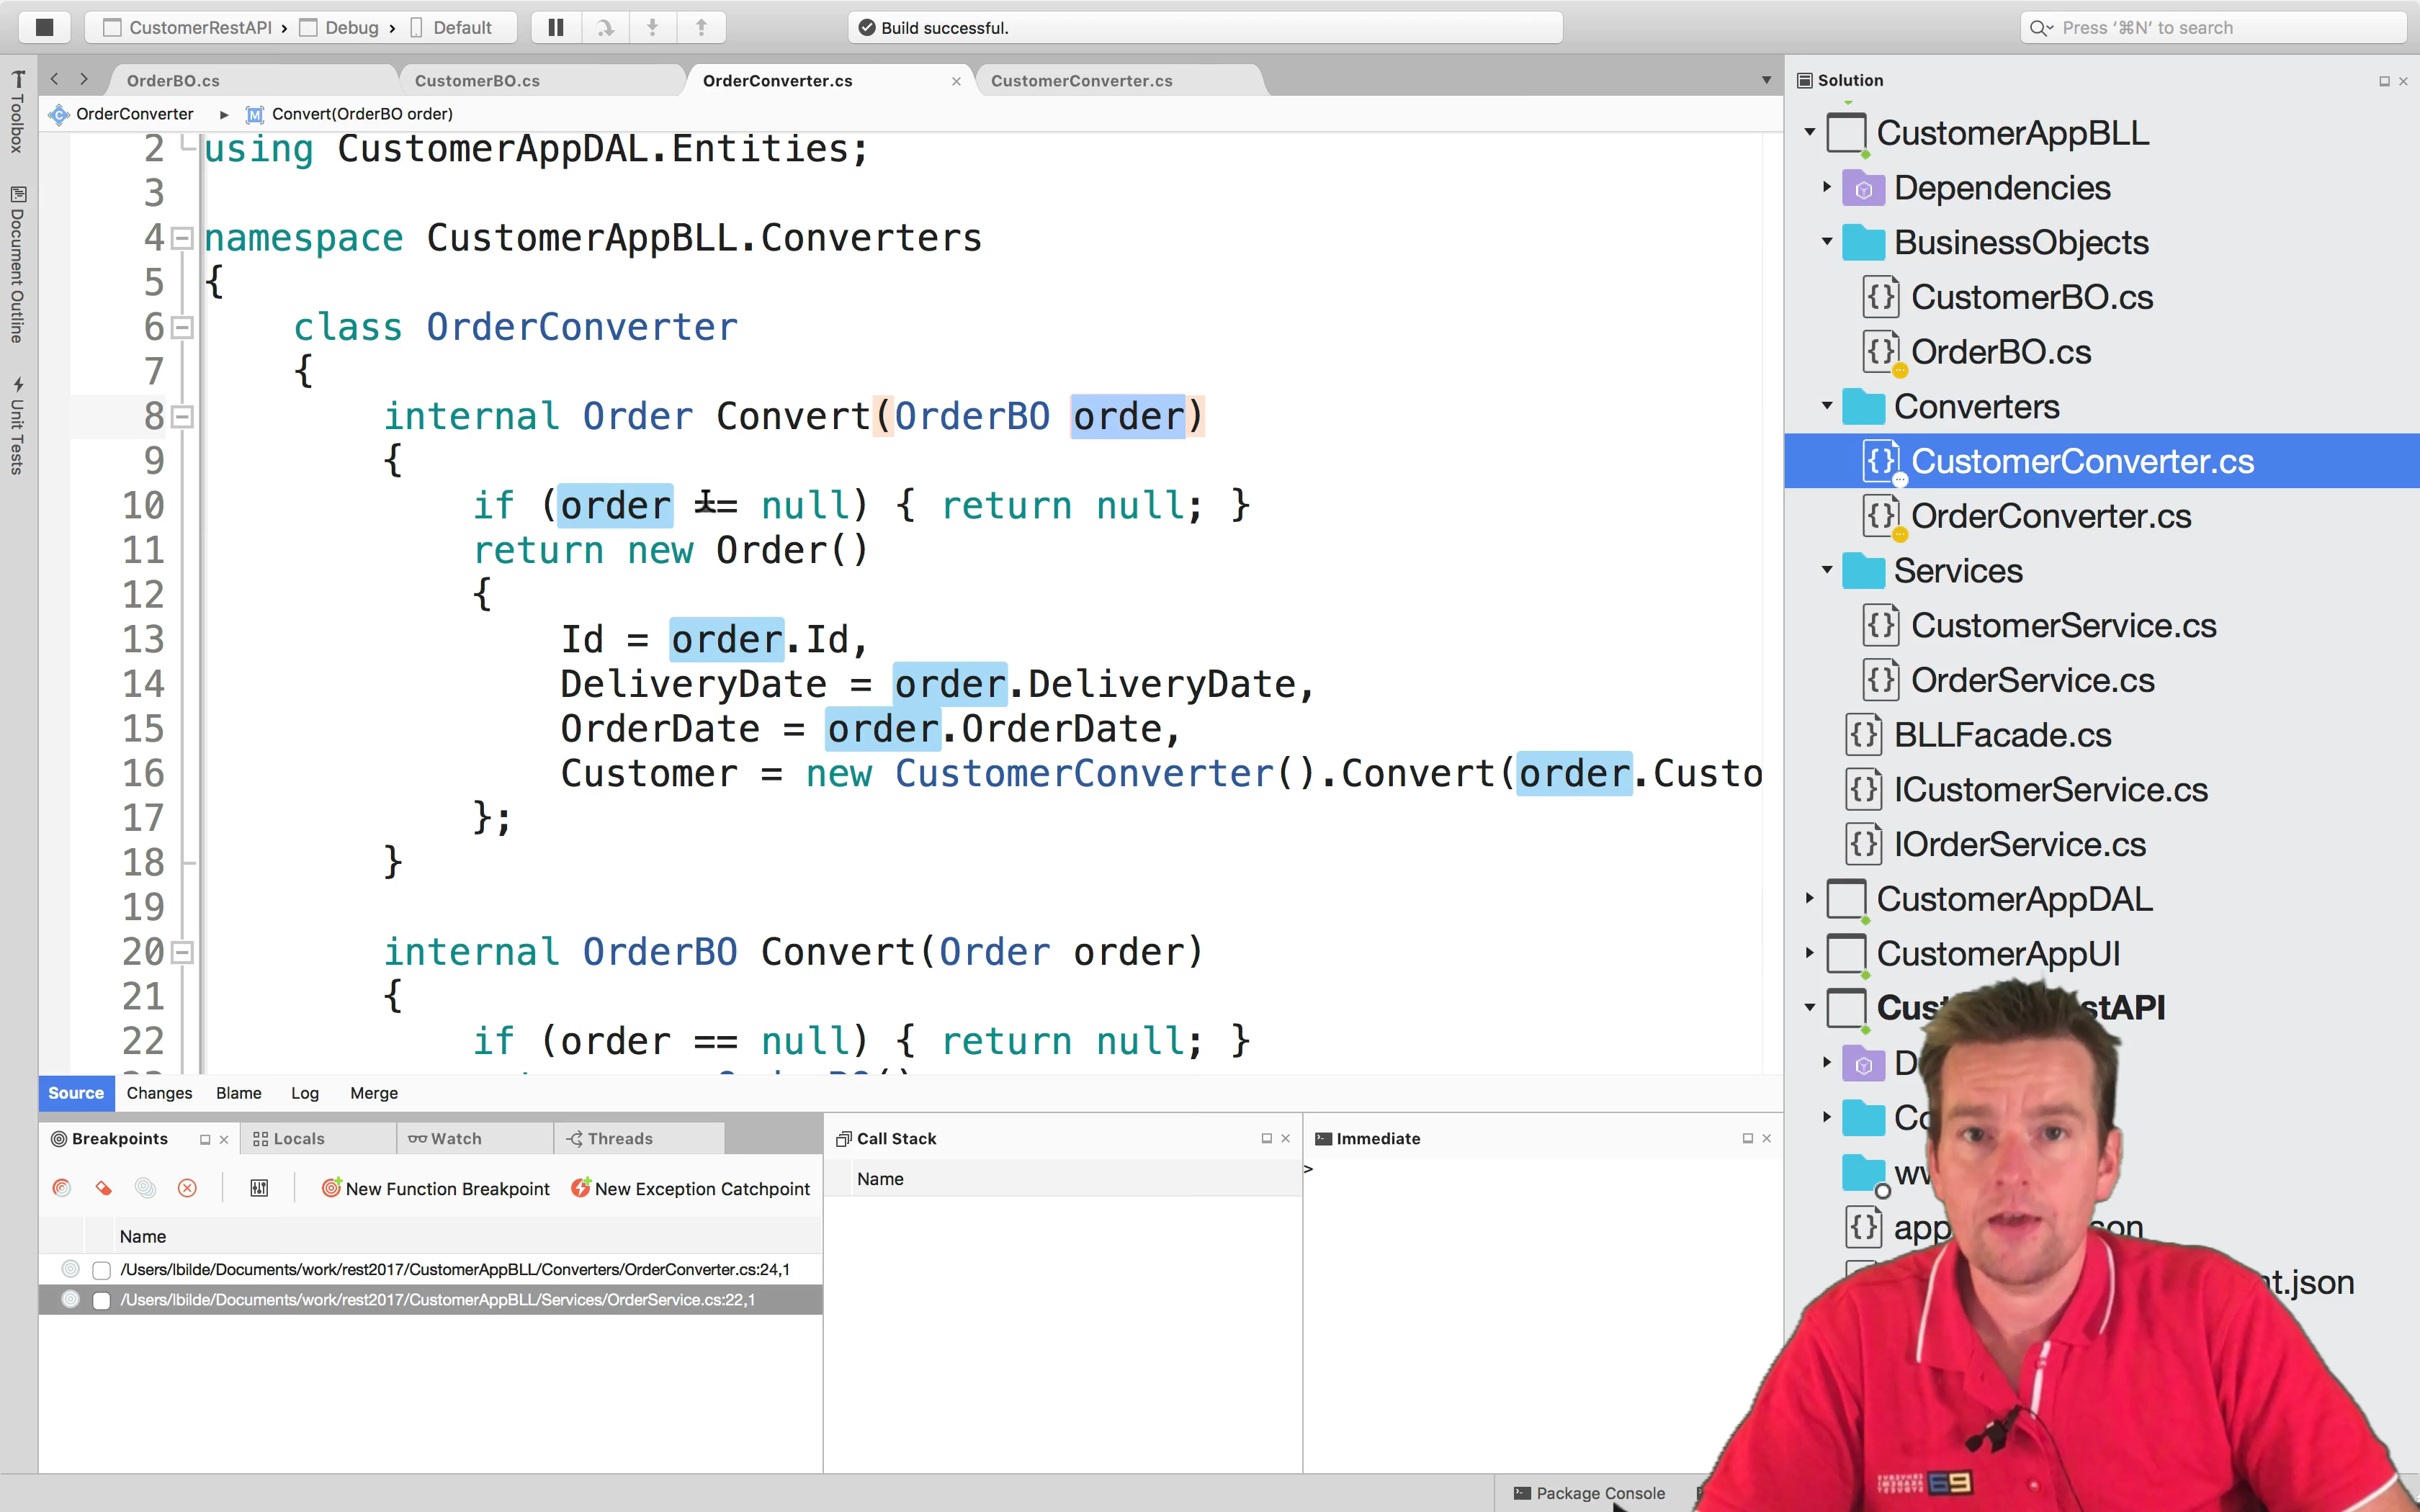 CustomerRestAPI › Debug › Default
Build successful.
Press '⌘N' to search
Toolbox
Document Outline
Unit Tests
OrderBO.cs
CustomerBO.cs
OrderConverter.cs
CustomerConverter.cs
OrderConverter ▸ Convert(OrderBO order)
2 using CustomerAppDAL.Entities;
3
4 namespace CustomerAppBLL.Converters
5 {
6 class OrderConverter
7 {
8 internal Order Convert(OrderBO order)
9 {
10 if (order == null) { return null; }
11 return new Order()
12 {
13 Id = order.Id,
14 DeliveryDate = order.DeliveryDate,
15 OrderDate = order.OrderDate,
16 Customer = new CustomerConverter().Convert(order.Custo
17 };
18 }
19
20 internal OrderBO Convert(Order order)
21 {
22 if (order == null) { return null; }
Source Changes Blame Log Merge
Breakpoints
Locals
Watch
Threads
New Function Breakpoint
New Exception Catchpoint
Name
/Users/lbilde/Documents/work/rest2017/CustomerAppBLL/Converters/OrderConverter.cs:24,1
/Users/lbilde/Documents/work/rest2017/CustomerAppBLL/Services/OrderService.cs:22,1
Call Stack
Name
Immediate
>
Package Console
Solution
CustomerAppBLL
Dependencies
BusinessObjects
CustomerBO.cs
OrderBO.cs
Converters
CustomerConverter.cs
OrderConverter.cs
Services
CustomerService.cs
OrderService.cs
BLLFacade.cs
ICustomerService.cs
IOrderService.cs
CustomerAppDAL
CustomerAppUI